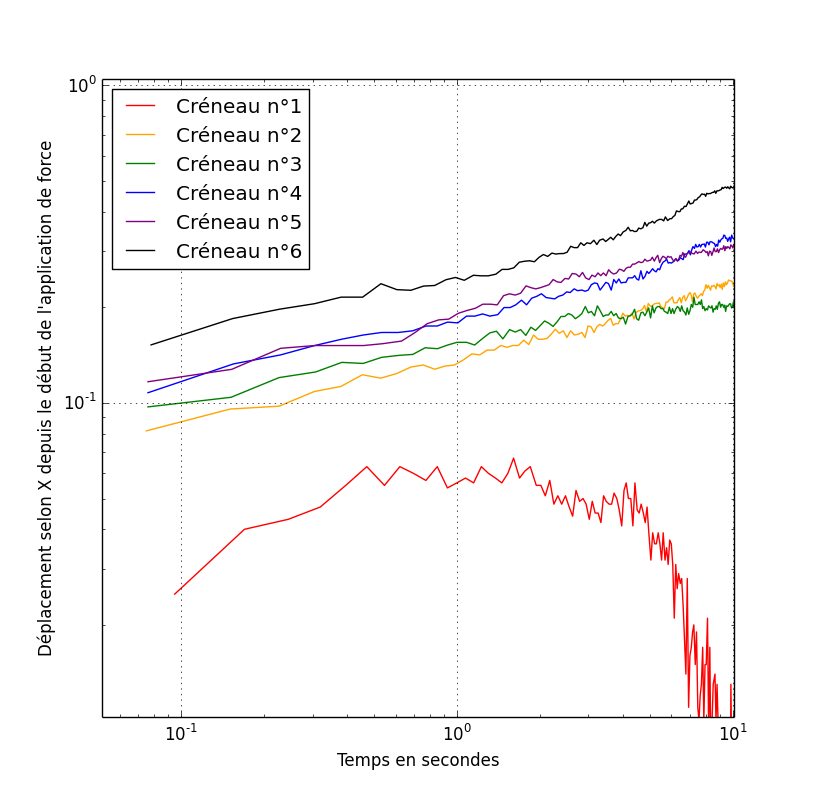 10⁰
Créneau n°1
Créneau n°2
Créneau n°3
Créneau n°4
Créneau n°5
Créneau n°6
Déplacement selon X depuis le début de l'application de force
10⁻¹
10⁻¹ 10⁰ 10¹
Temps en secondes